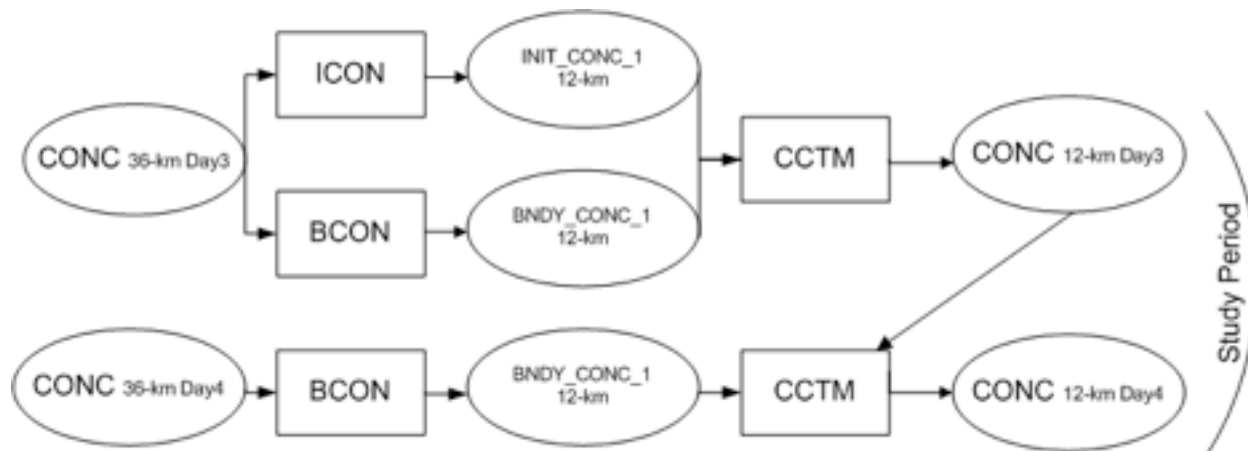 ICON
INIT_CONC_1
12-km
CONC 36-km Day3
CCTM
CONC 12-km Day3
BCON
BNDY_CONC_1
12-km
Study Period
CONC 36-km Day4
BCON
BNDY_CONC_1
12-km
CCTM
CONC 12-km Day4